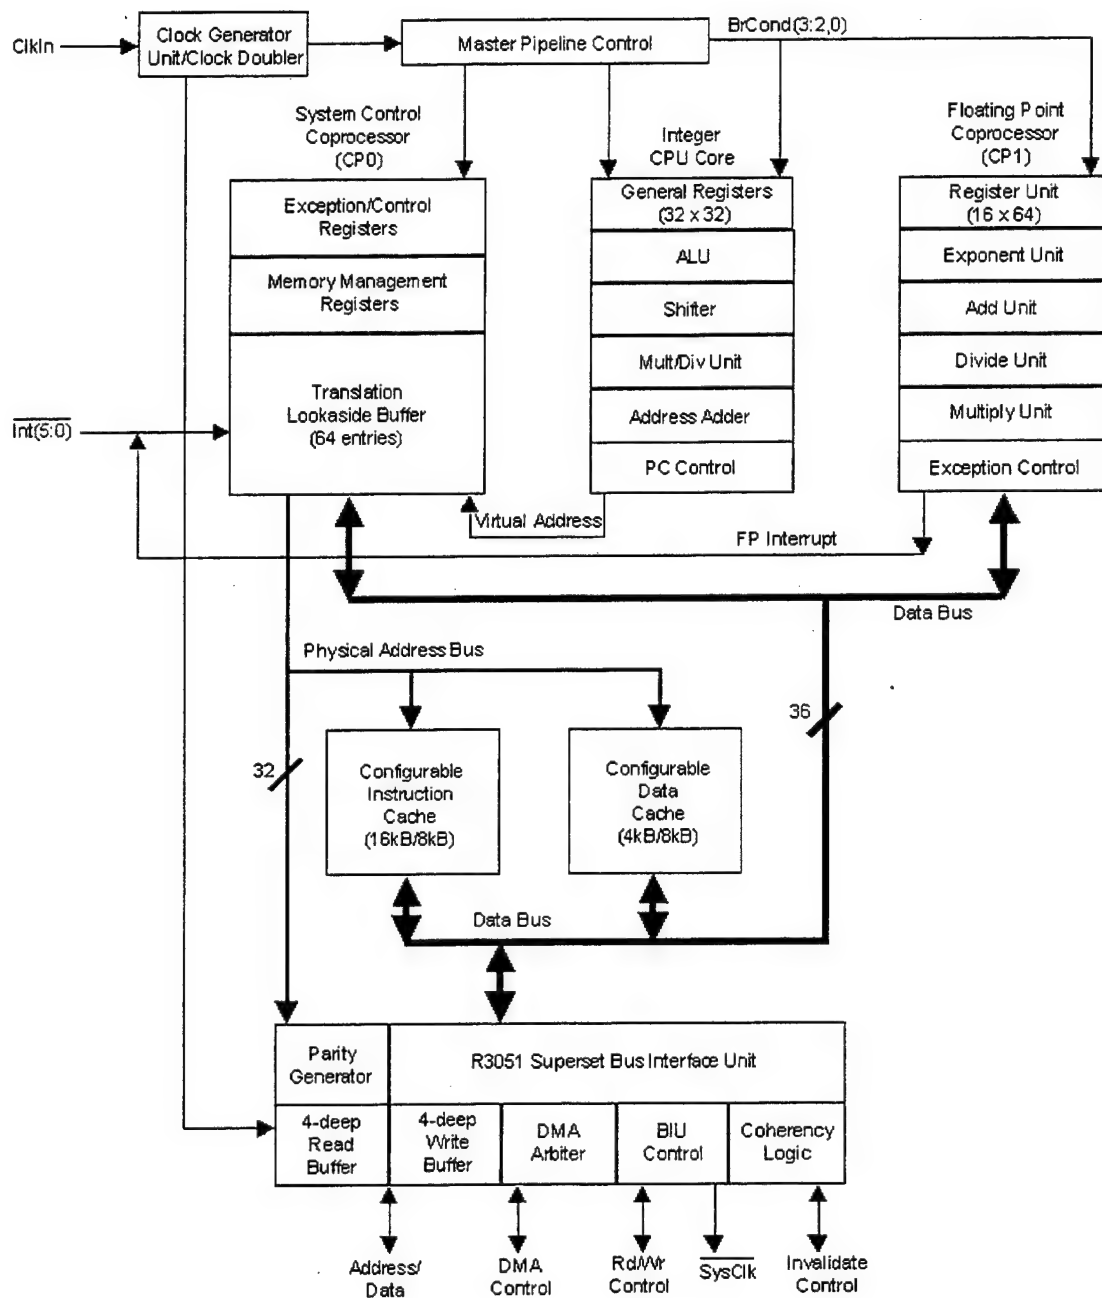 ClkIn
Clock Generator
Unit/Clock Doubler
Master Pipeline Control
BrCond(3:2,0)
System Control
Coprocessor
(CP0)
Integer
CPU Core
Floating Point
Coprocessor
(CP1)
Exception/Control
Registers
Memory Management
Registers
Translation
Lookaside Buffer
(64 entries)
General Registers
(32 x 32)
ALU
Shifter
Mult/Div Unit
Address Adder
PC Control
Register Unit
(16 x 64)
Exponent Unit
Add Unit
Divide Unit
Multiply Unit
Exception Control
Int(5:0)
Virtual Address
FP Interrupt
Data Bus
Physical Address Bus
36
32
Configurable
Instruction
Cache
(16kB/8kB)
Configurable
Data
Cache
(4kB/8kB)
Data Bus
Parity
Generator
R3051 Superset Bus Interface Unit
4-deep
Read
Buffer
4-deep
Write
Buffer
DMA
Arbiter
BIU
Control
Coherency
Logic
Address/
Data
DMA
Control
Rd/Wr
Control
SysClk
Invalidate
Control